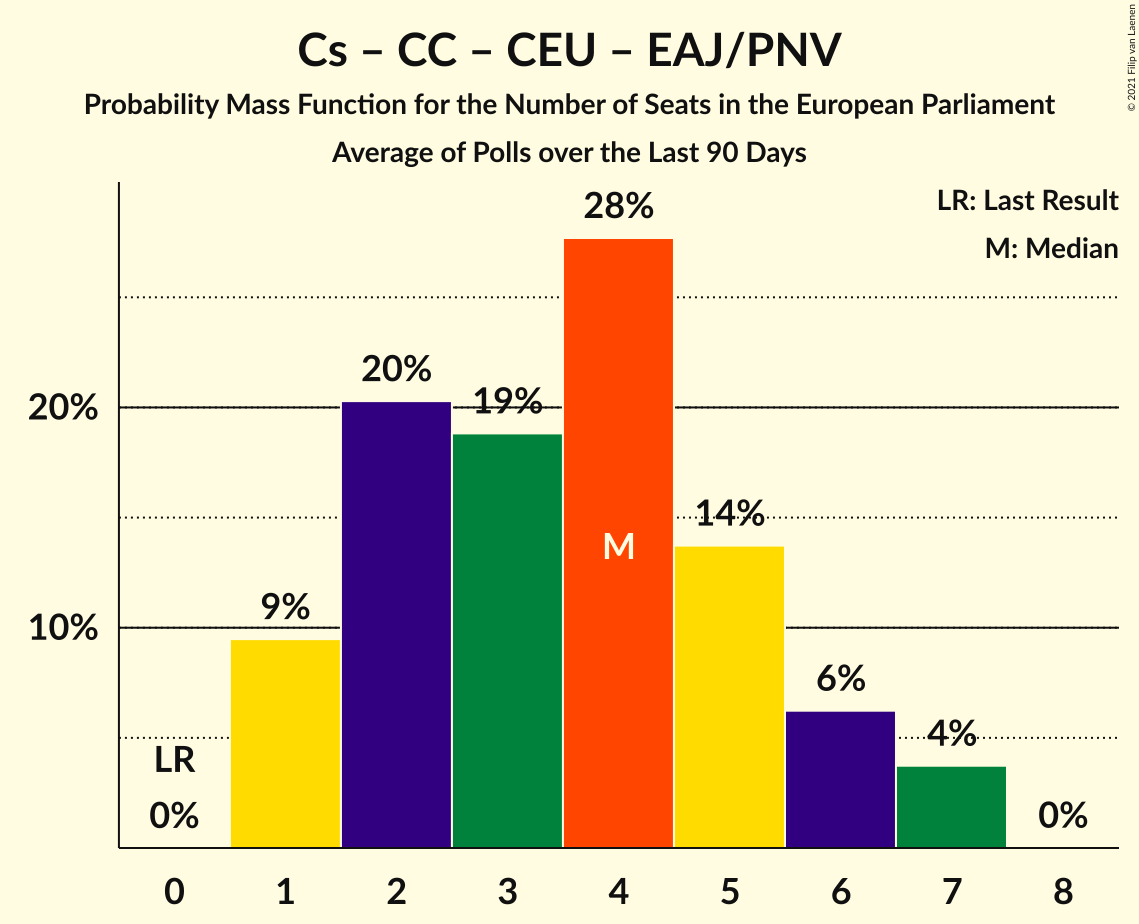 Cs – CC – CEU – EAJ/PNV
Probability Mass Function for the Number of Seats in the European Parliament
Average of Polls over the Last 90 Days
© 2021 Filip van Laenen
LR: Last Result
M: Median
28%
20%
19%
20%
14%
M
9%
10%
6%
4%
LR
0%
0%
0 1 2 3 4 5 6 7 8